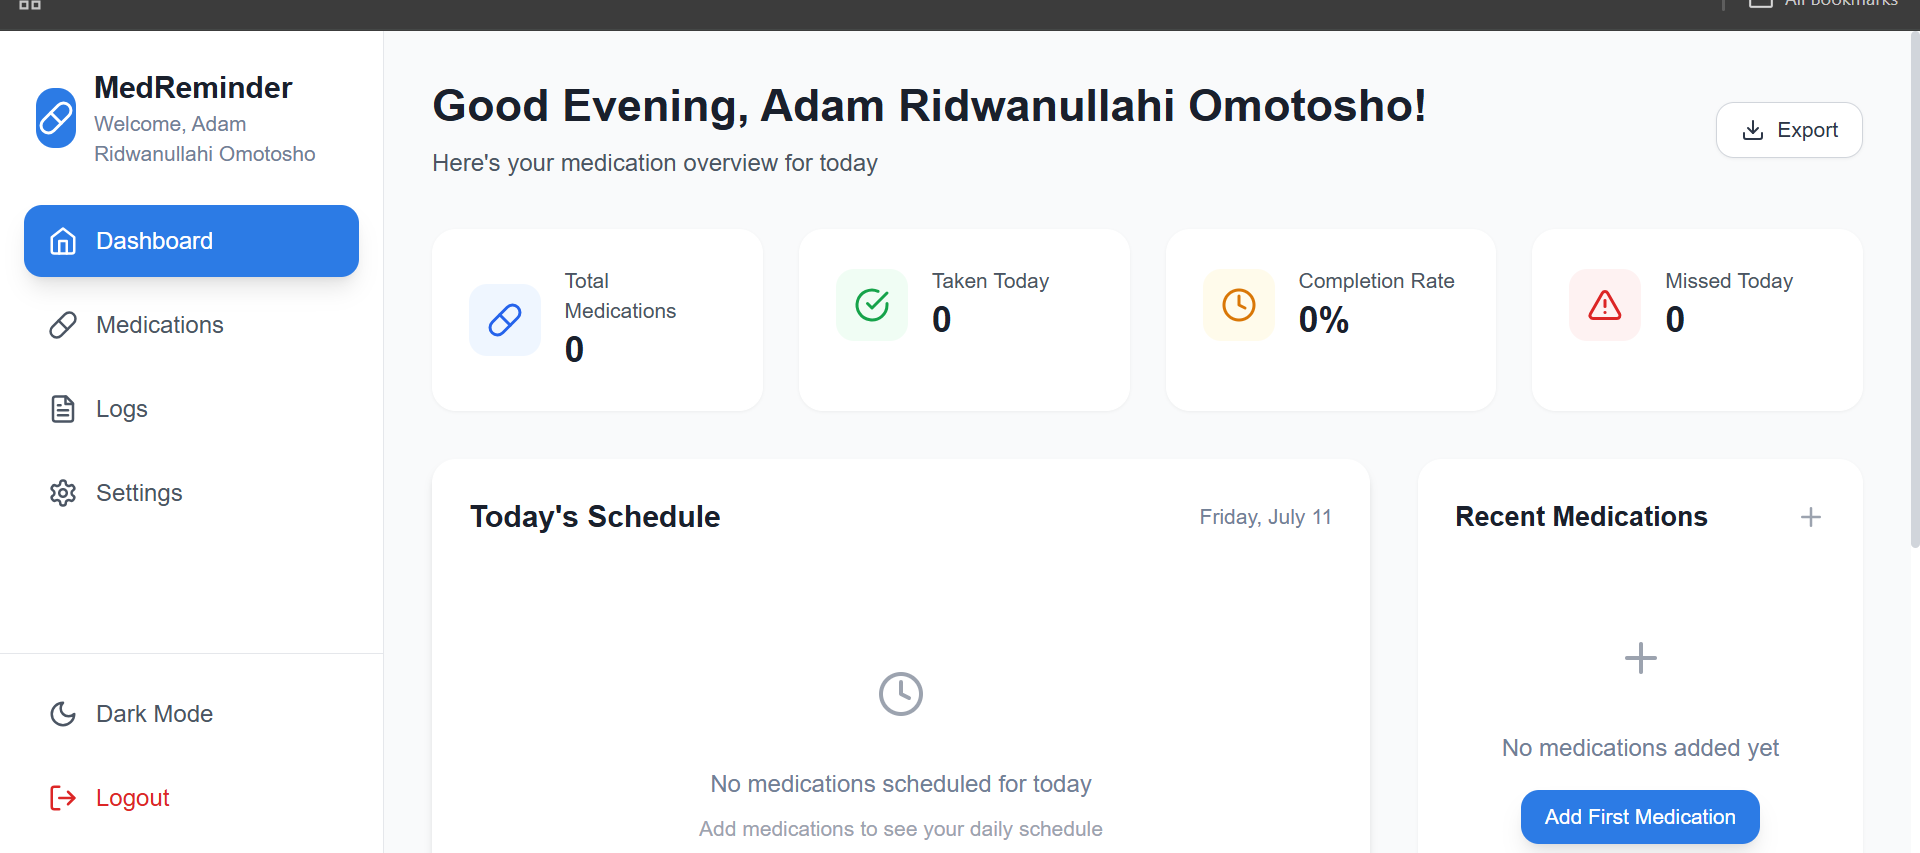 All Bookmarks
MedReminder
Welcome, Adam
Ridwanullahi Omotosho
Dashboard
Medications
Logs
Settings
Dark Mode
Logout
Good Evening, Adam Ridwanullahi Omotosho!
Here's your medication overview for today
Export
Total
Medications
0
Taken Today
0
Completion Rate
0%
Missed Today
0
Today's Schedule
Friday, July 11
No medications scheduled for today
Add medications to see your daily schedule
Recent Medications
No medications added yet
Add First Medication